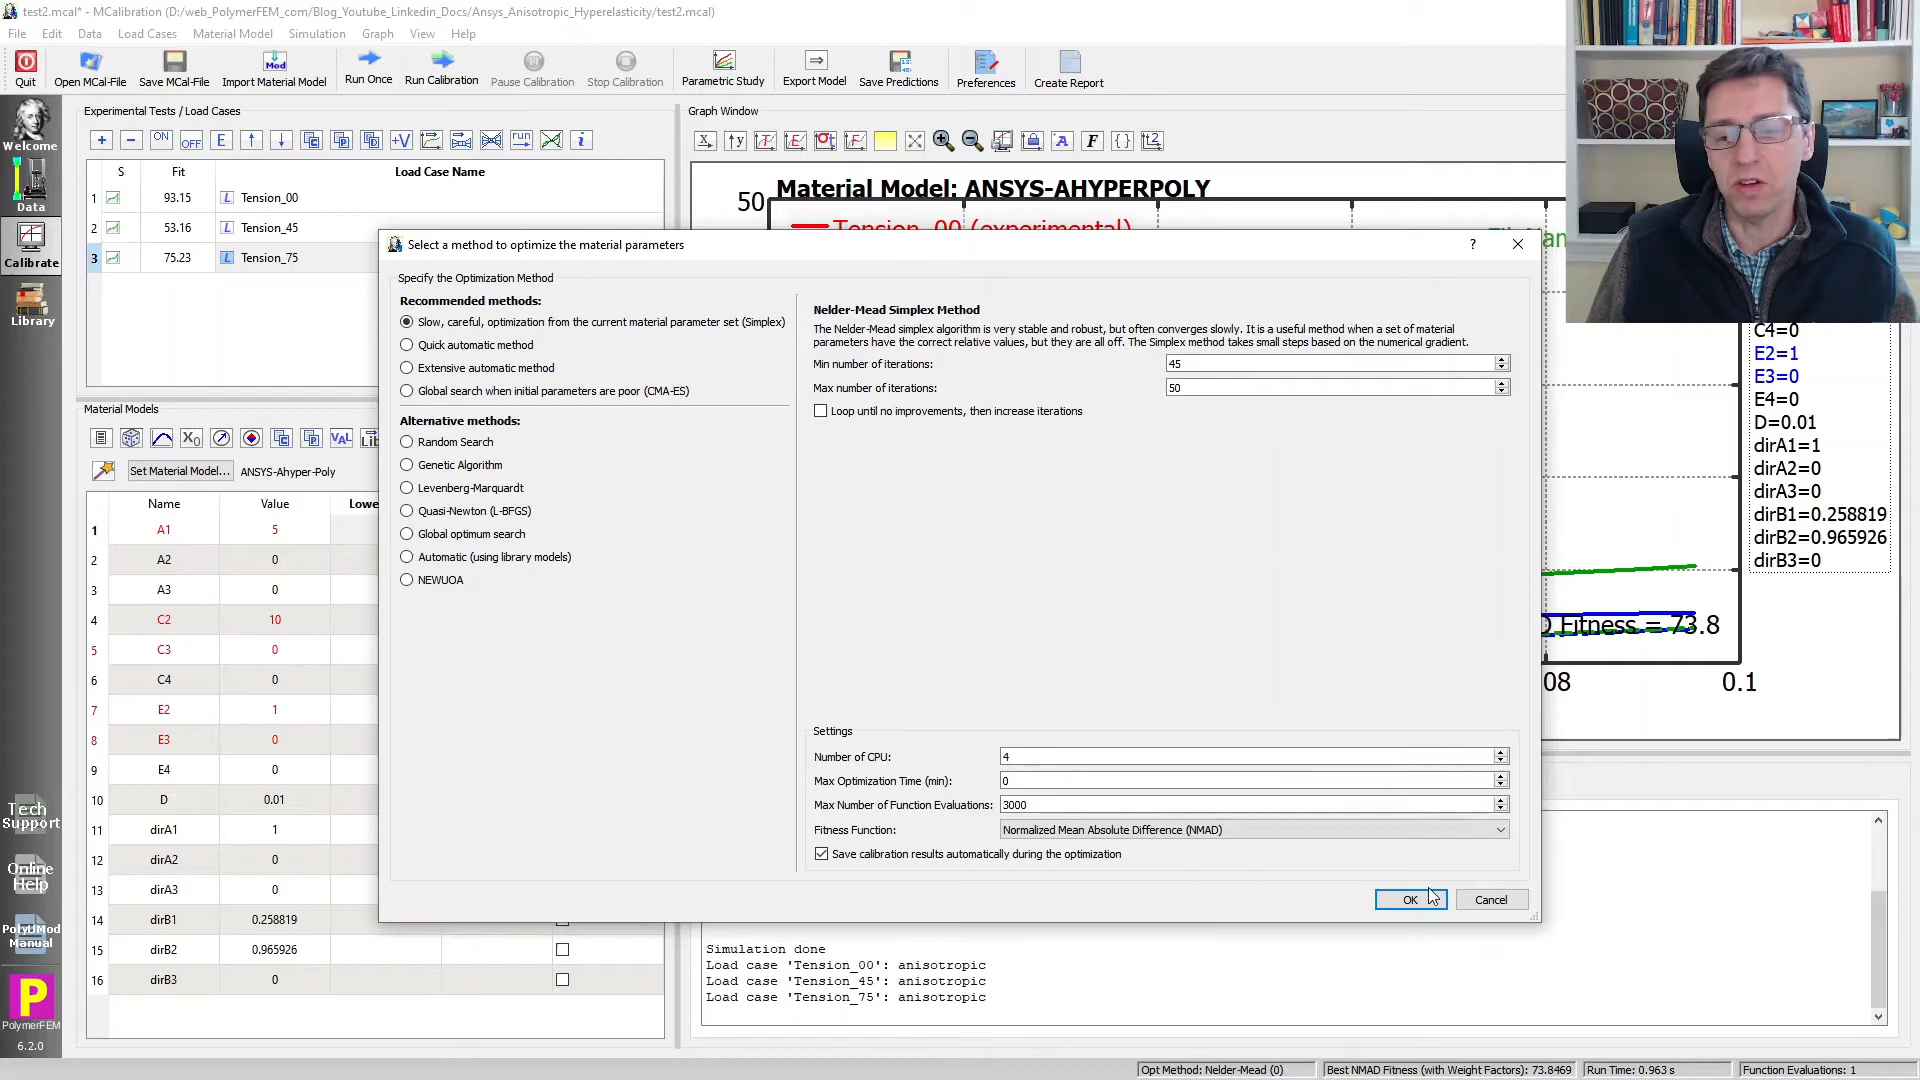 test2.mcal* - MCalibration (D:/web_PolymerFEM_com/Blog_Youtube_Linkedin_Docs/Ansys_Anisotropic_Hyperelasticity/test2.mcal)
File Edit Data Load Cases Material Model Simulation Graph View Help
Quit Open MCal-File Save MCal-File Import Material Model Run Once Run Calibration Pause Calibration Stop Calibration Parametric Study Export Model Save Predictions Preferences Create Report
Welcome
Data
Calibrate
Library
Tech Support
Online Help
PolyUMod Manual
PolymerFEM
6.2.0
Experimental Tests / Load Cases
S Fit Load Case Name
1 93.15 L Tension_00
2 53.16 L Tension_45
3 75.23 L Tension_75
Material Models
Set Material Model... ANSYS-Ahyper-Poly
Name Value Lowe
1 A1 5
2 A2 0
3 A3 0
4 C2 10
5 C3 0
6 C4 0
7 E2 1
8 E3 0
9 E4 0
10 D 0.01
11 dirA1 1
12 dirA2 0
13 dirA3 0
14 dirB1 0.258819
15 dirB2 0.965926
16 dirB3 0
Graph Window
Material Model: ANSYS-AHYPERPOLY
50
Tension_00 (experimental)
C4=0
E2=1
E3=0
E4=0
D=0.01
dirA1=1
dirA2=0
dirA3=0
dirB1=0.258819
dirB2=0.965926
dirB3=0
Fitness = 73.8
08 0.1
Select a method to optimize the material parameters
Specify the Optimization Method
Recommended methods:
Slow, careful, optimization from the current material parameter set (Simplex)
Quick automatic method
Extensive automatic method
Global search when initial parameters are poor (CMA-ES)
Alternative methods:
Random Search
Genetic Algorithm
Levenberg-Marquardt
Quasi-Newton (L-BFGS)
Global optimum search
Automatic (using library models)
NEWUOA
Nelder-Mead Simplex Method
The Nelder-Mead simplex algorithm is very stable and robust, but often converges slowly. It is a useful method when a set of material
parameters have the correct relative values, but they are all off. The Simplex method takes small steps based on the numerical gradient.
Min number of iterations: 45
Max number of iterations: 50
Loop until no improvements, then increase iterations
Settings
Number of CPU: 4
Max Optimization Time (min): 0
Max Number of Function Evaluations: 3000
Fitness Function: Normalized Mean Absolute Difference (NMAD)
Save calibration results automatically during the optimization
OK Cancel
Simulation done
Load case 'Tension_00': anisotropic
Load case 'Tension_45': anisotropic
Load case 'Tension_75': anisotropic
Opt Method: Nelder-Mead (0) Best NMAD Fitness (with Weight Factors): 73.8469 Run Time: 0.963 s Function Evaluations: 1